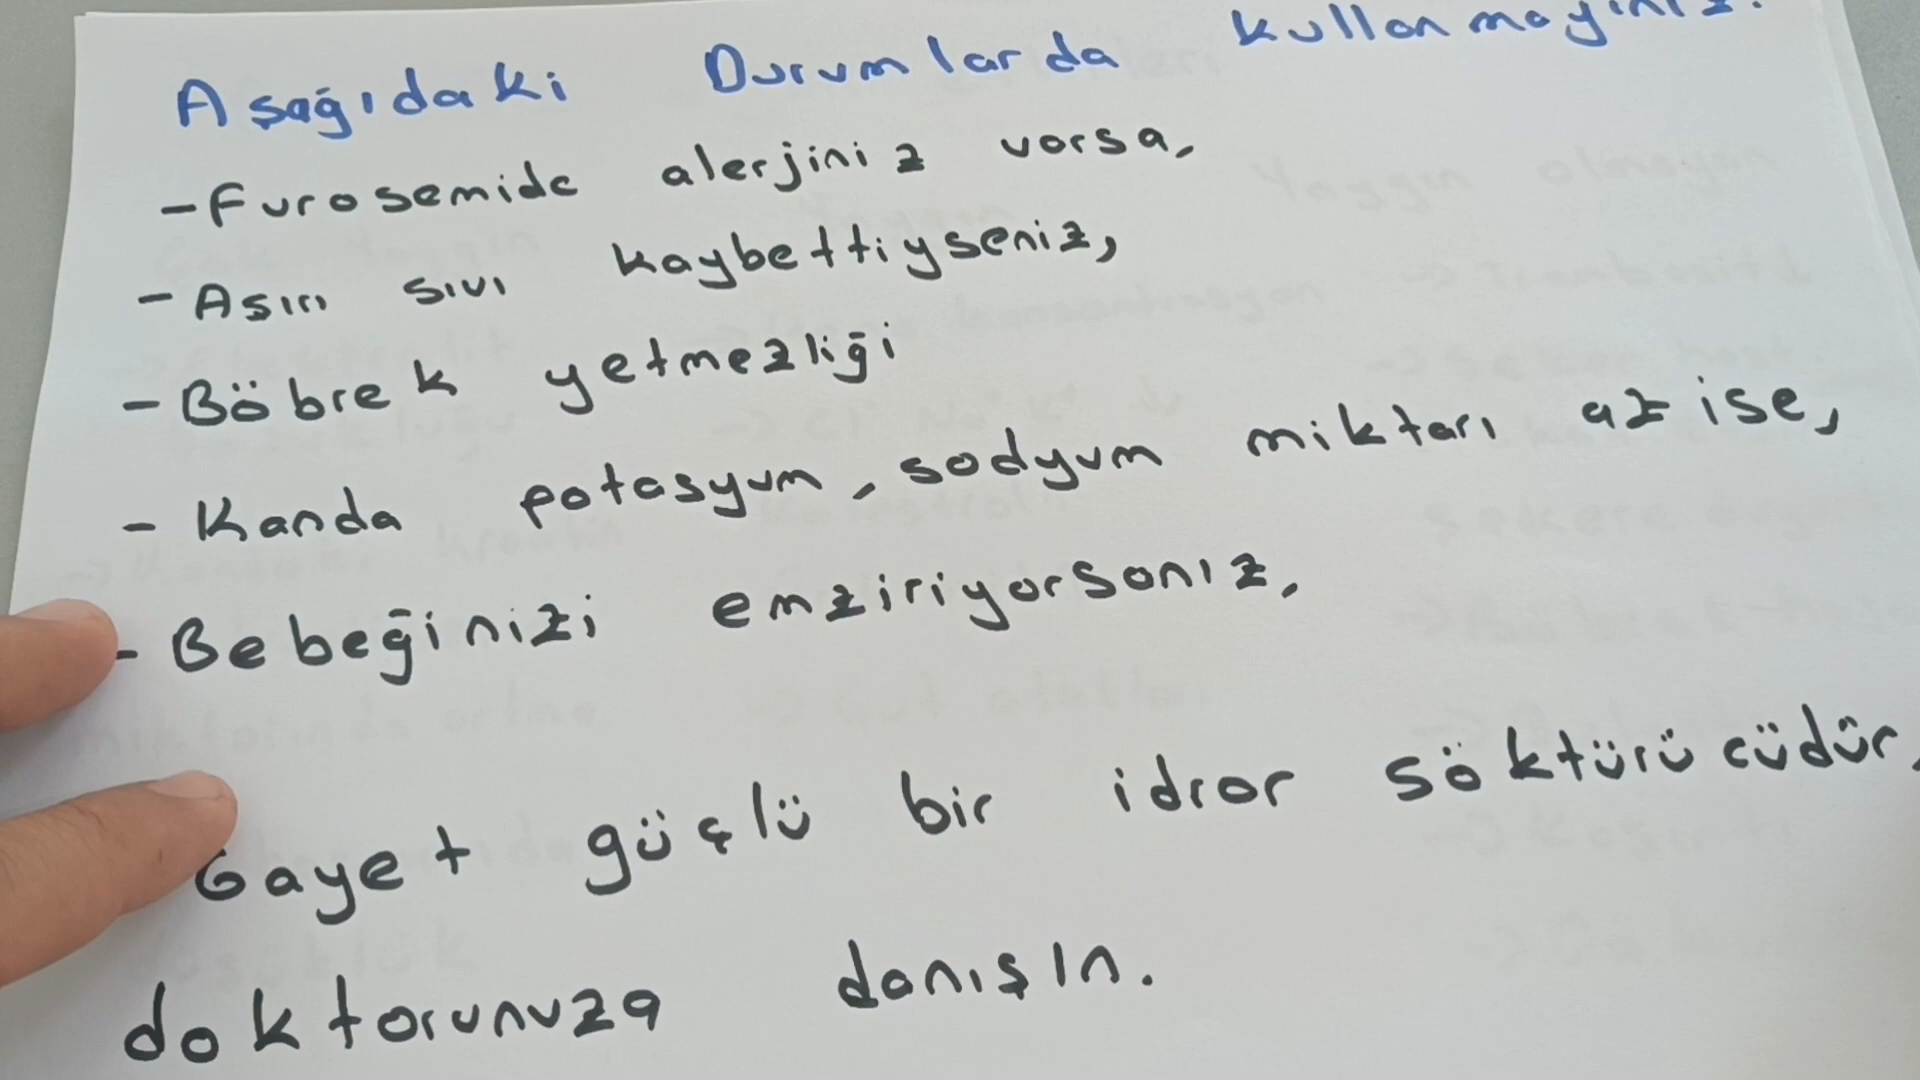 Aşağıdaki Durumlarda kullanmayınız.
- Furosemide alerjiniz varsa,
- Aşırı sıvı kaybettiyseniz,
- Böbrek yetmezliği
- Kanda potasyum, sodyum miktarı az ise,
- Bebeğinizi emziriyorsanız,
Gayet güçlü bir idrar söktürücüdür,
doktorunuza danışın.